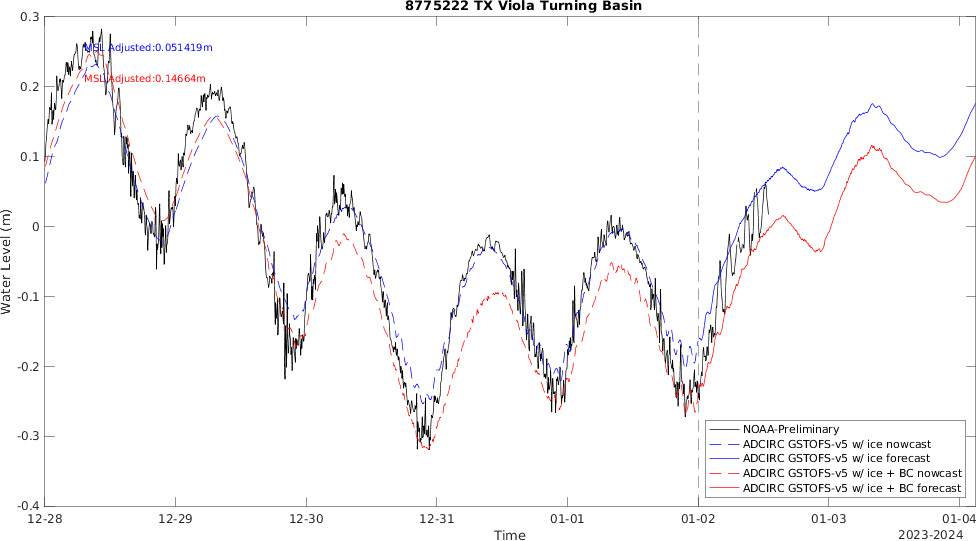 8775222 TX Viola Turning Basin
0.3
0.2
0.1
0
-0.1
-0.2
-0.3
-0.4
Water Level (m)
MSL Adjusted:0.051419m
MSL Adjusted:0.14664m
NOAA-Preliminary
ADCIRC GSTOFS-v5 w/ ice nowcast
ADCIRC GSTOFS-v5 w/ ice forecast
ADCIRC GSTOFS-v5 w/ ice + BC nowcast
ADCIRC GSTOFS-v5 w/ ice + BC forecast
12-28 12-29 12-30 12-31 01-01 01-02 01-03 01-04
Time
2023-2024